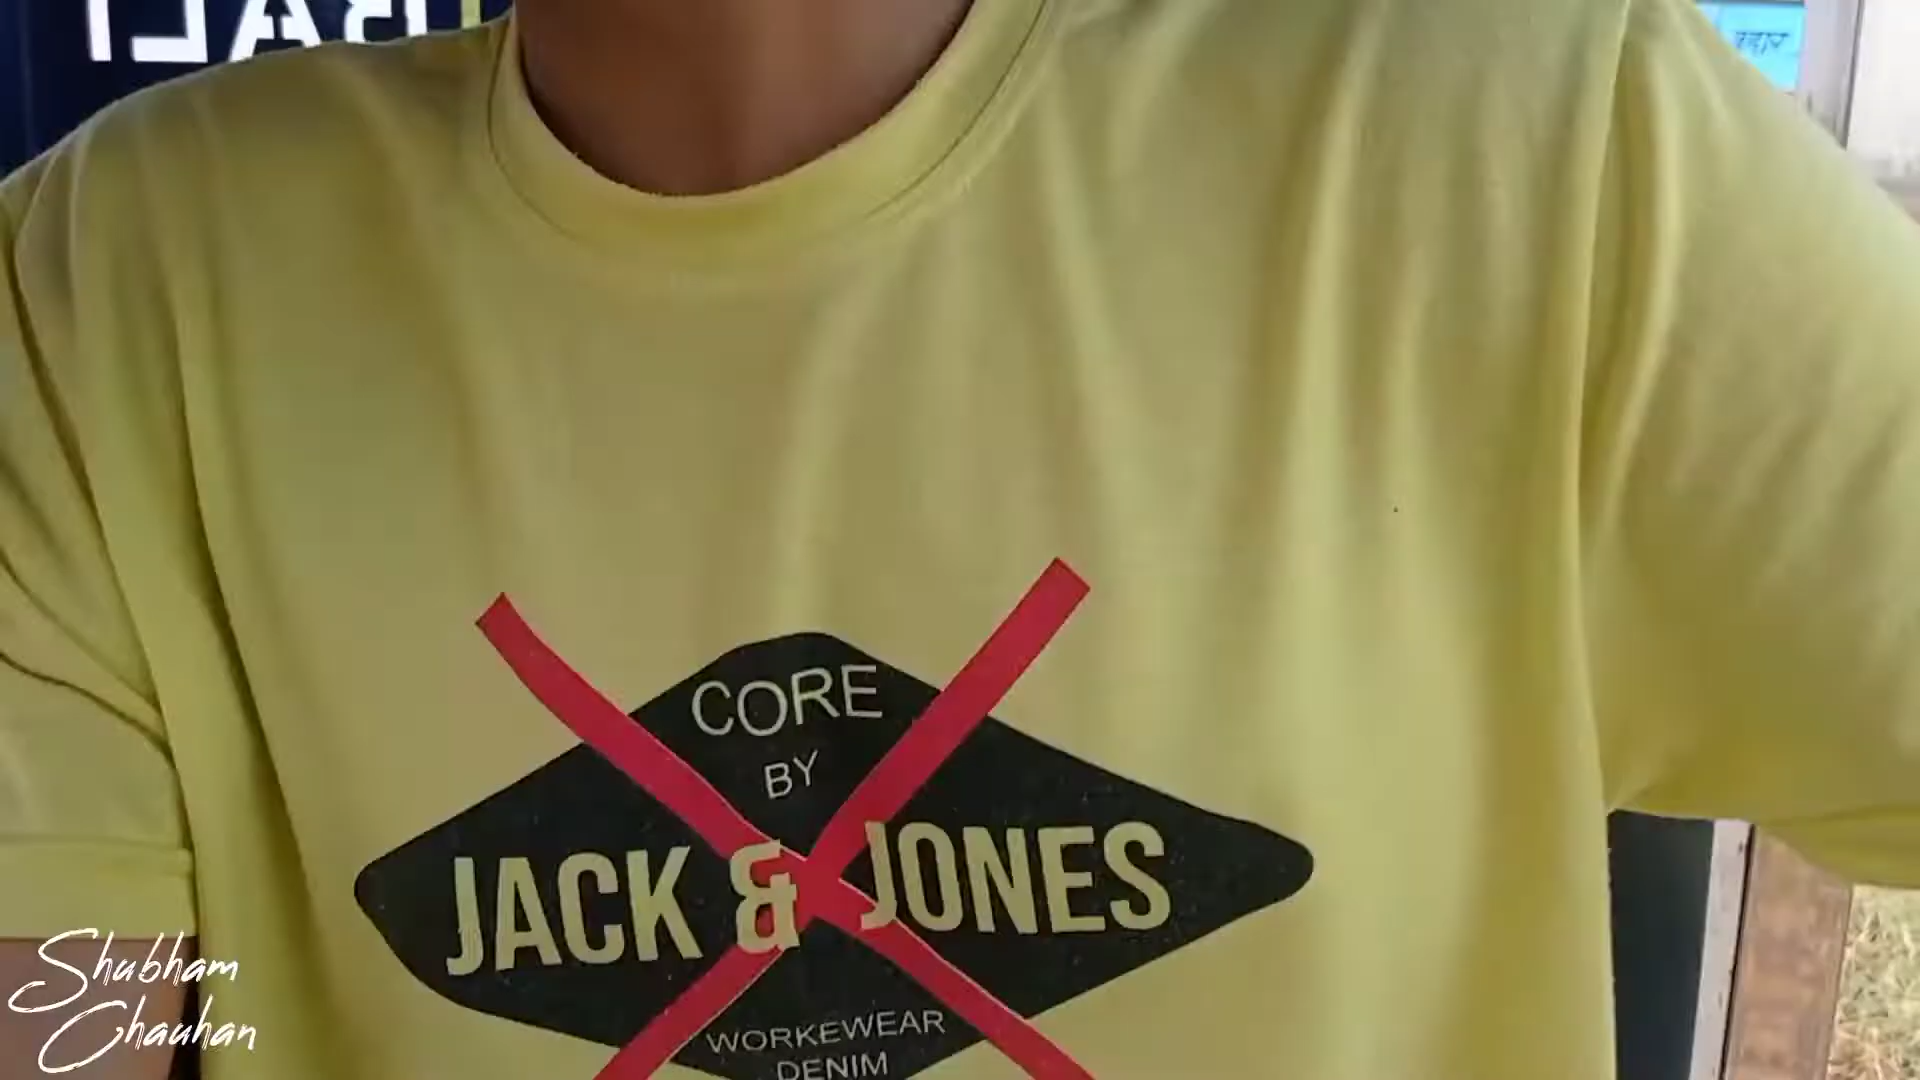 CORE
BY
JACK & JONES
WORKEWEAR
DENIM
Shubham
Chauhan